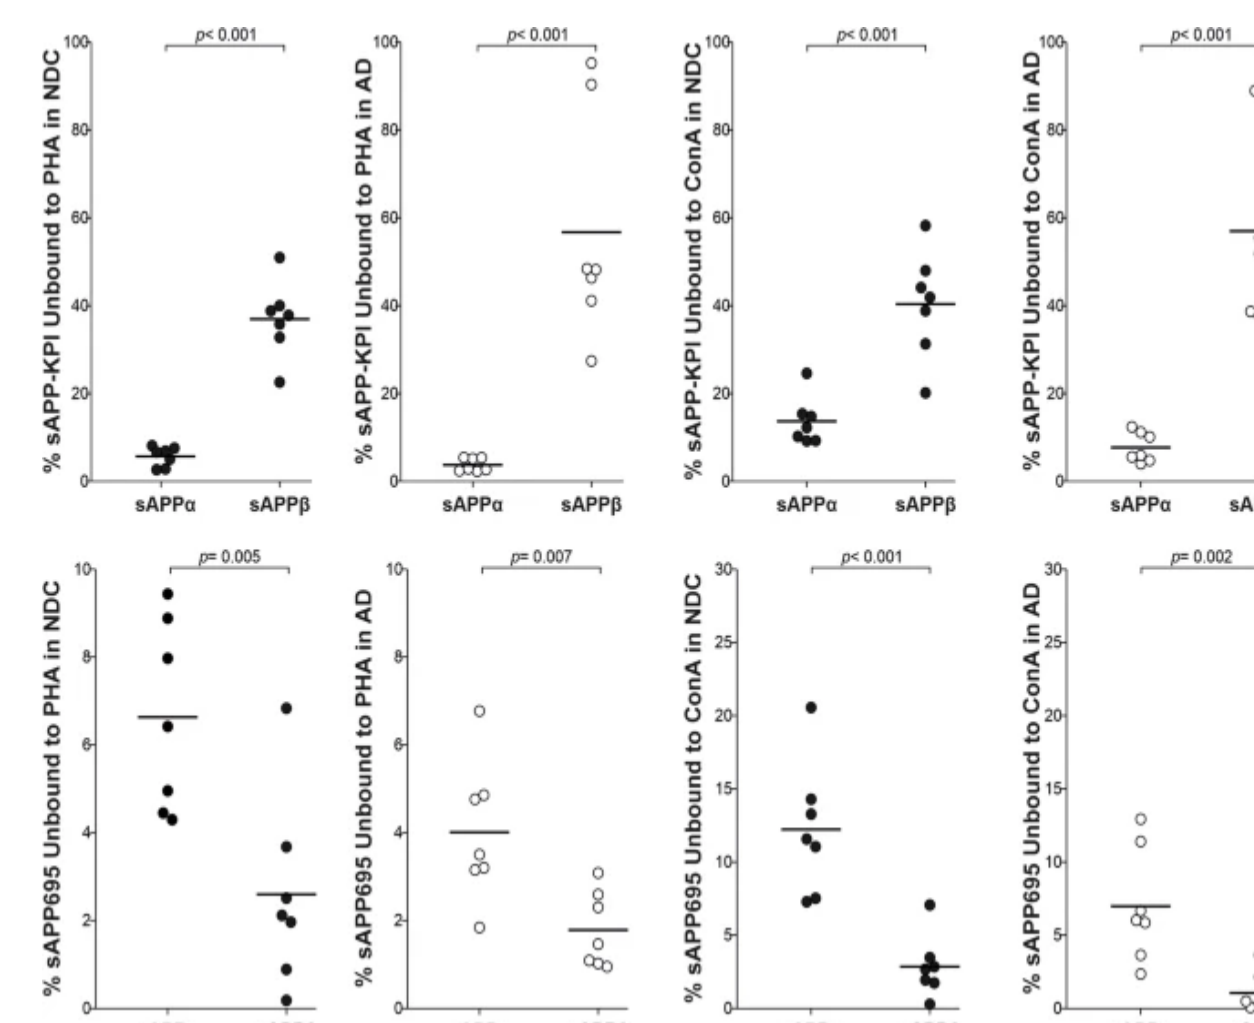 p< 0.001
% sAPP-KPI Unbound to PHA in NDC
100
80
60
40
20
0
sAPPα sAPPβ
p< 0.001
% sAPP-KPI Unbound to PHA in AD
100
80
60
40
20
0
sAPPα sAPPβ
p< 0.001
% sAPP-KPI Unbound to ConA in NDC
100
80
60
40
20
0
sAPPα sAPPβ
p< 0.001
% sAPP-KPI Unbound to ConA in AD
100
80
60
40
20
0
sAPPα sA
p= 0.005
% sAPP695 Unbound to PHA in NDC
10
8
6
4
2
0
p= 0.007
% sAPP695 Unbound to PHA in AD
10
8
6
4
2
0
p< 0.001
% sAPP695 Unbound to ConA in NDC
30
25
20
15
10
5
0
p= 0.002
% sAPP695 Unbound to ConA in AD
30
25
20
15
10
5
0